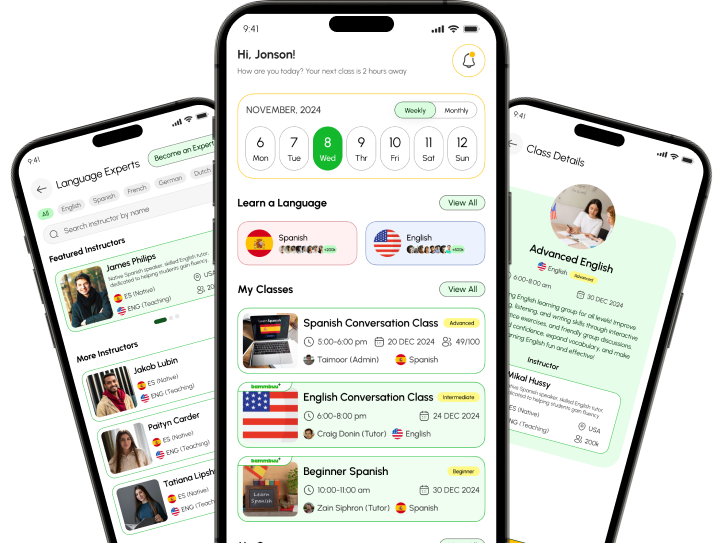 9:41
Language Experts
Become an Expert
All
English
Spanish
French
German
Dutch
Search instructor by name
Featured Instructors
James Philips
Native Spanish speaker, skilled English tutor,
dedicated to helping students gain fluency.
ES (Native)
USA
ENG (Teaching)
More Instructors
Jakob Lubin
ES (Native)
ENG (Teaching)
Paityn Carder
ES (Native)
ENG (Teaching)
Tatiana Lipsh
ES (Native)
ENG (Teaching)
9:41
Hi, Jonson!
How are you today? Your next class is 2 hours away
NOVEMBER, 2024
Weekly
Monthly
6 7 8 9 10 11 12
Mon Tue Wed Thr Fri Sat Sun
Learn a Language
View All
Spanish
+200k
English
+500k
My Classes
View All
Learn Spanish
Spanish Conversation Class
Advanced
5:00-6:00 pm
20 DEC 2024
49/100
Taimoor (Admin)
Spanish
bammbuu+
English Conversation Class
Intermediate
6:00-8:00 pm
24 DEC 2024
Craig Donin (Tutor)
English
bammbuu+
Learn Spanish
Beginner Spanish
Beginner
10:00-11:00 am
30 DEC 2024
Zain Siphron (Tutor)
Spanish
9:41
Class Details
Advanced English
English
Advanced
6:00-8:00 am
30 DEC 2024
English learning group for all levels! Improve
listening, and writing skills through interactive
exercises, and friendly group discussions
confidence, expand vocabulary, and make
learning English fun and effective!
Instructor
Mikal Hussy
Spanish speaker, skilled English tutor,
dedicated to helping students gain fluency
ES (Native)
USA
ENG (Teaching)
200k